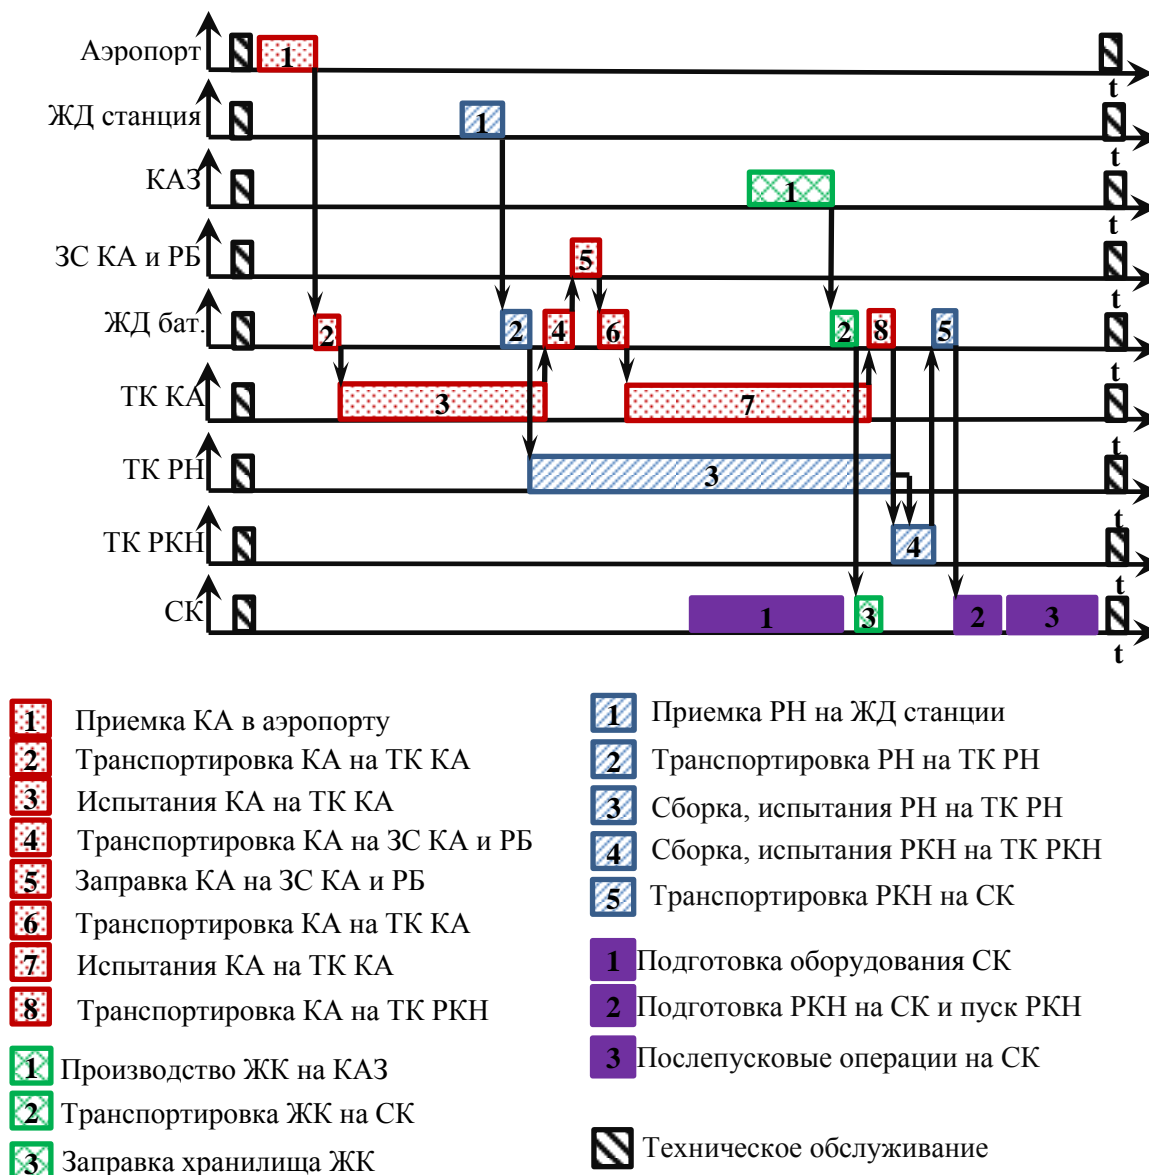 Аэропорт 1 t
ЖД станция 1 t
КАЗ 1 t
ЗС КА и РБ 5 t
ЖД бат. 2 2 4 6 2 8 5 t
ТК КА 3 7 t
ТК РН 3 t
ТК РКН 4 t
СК 1 3 2 3 t
1 Приемка КА в аэропорту
2 Транспортировка КА на ТК КА
3 Испытания КА на ТК КА
4 Транспортировка КА на ЗС КА и РБ
5 Заправка КА на ЗС КА и РБ
6 Транспортировка КА на ТК КА
7 Испытания КА на ТК КА
8 Транспортировка КА на ТК РКН
1 Производство ЖК на КАЗ
2 Транспортировка ЖК на СК
3 Заправка хранилища ЖК
1 Приемка РН на ЖД станции
2 Транспортировка РН на ТК РН
3 Сборка, испытания РН на ТК РН
4 Сборка, испытания РКН на ТК РКН
5 Транспортировка РКН на СК
1 Подготовка оборудования СК
2 Подготовка РКН на СК и пуск РКН
3 Послепусковые операции на СК
Техническое обслуживание